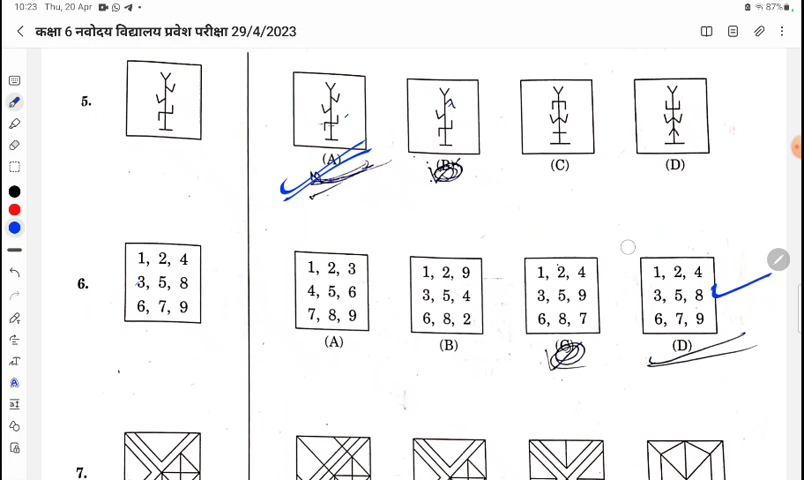 10:23 Thu, 20 Apr 87%
कक्षा 6 नवोदय विद्यालय प्रवेश परीक्षा 29/4/2023
5.
(A) (B) (C) (D)
6.
1, 2, 4
3, 5, 8
6, 7, 9
1, 2, 3
4, 5, 6
7, 8, 9
(A)
1, 2, 9
3, 5, 4
6, 8, 2
(B)
1, 2, 4
3, 5, 9
6, 8, 7
(C)
1, 2, 4
3, 5, 8
6, 7, 9
(D)
7.